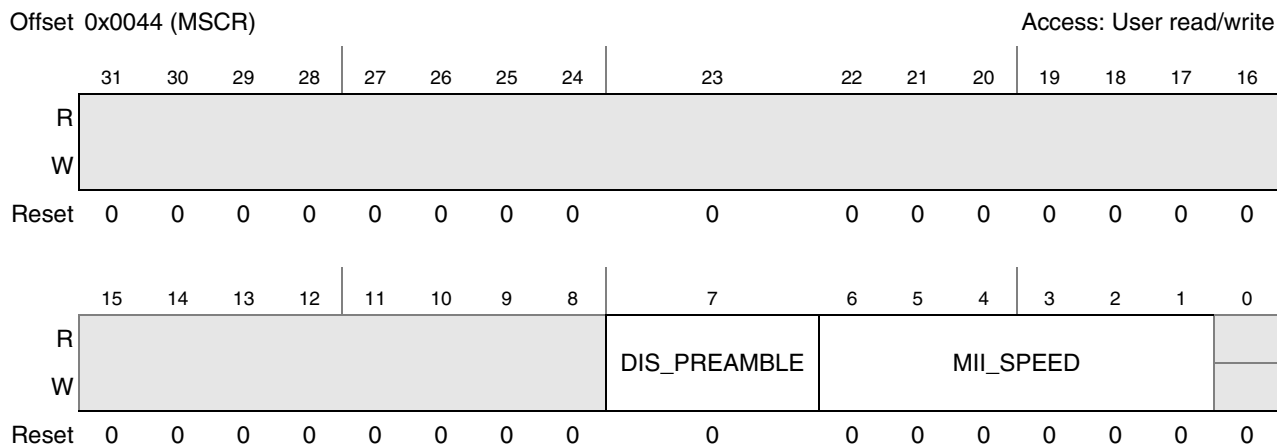 Offset 0x0044 (MSCR) Access: User read/write
31 30 29 28 27 26 25 24 23 22 21 20 19 18 17 16
R
W
Reset 0 0 0 0 0 0 0 0 0 0 0 0 0 0 0 0
15 14 13 12 11 10 9 8 7 6 5 4 3 2 1 0
R
DIS_PREAMBLE MII_SPEED
W
Reset 0 0 0 0 0 0 0 0 0 0 0 0 0 0 0 0